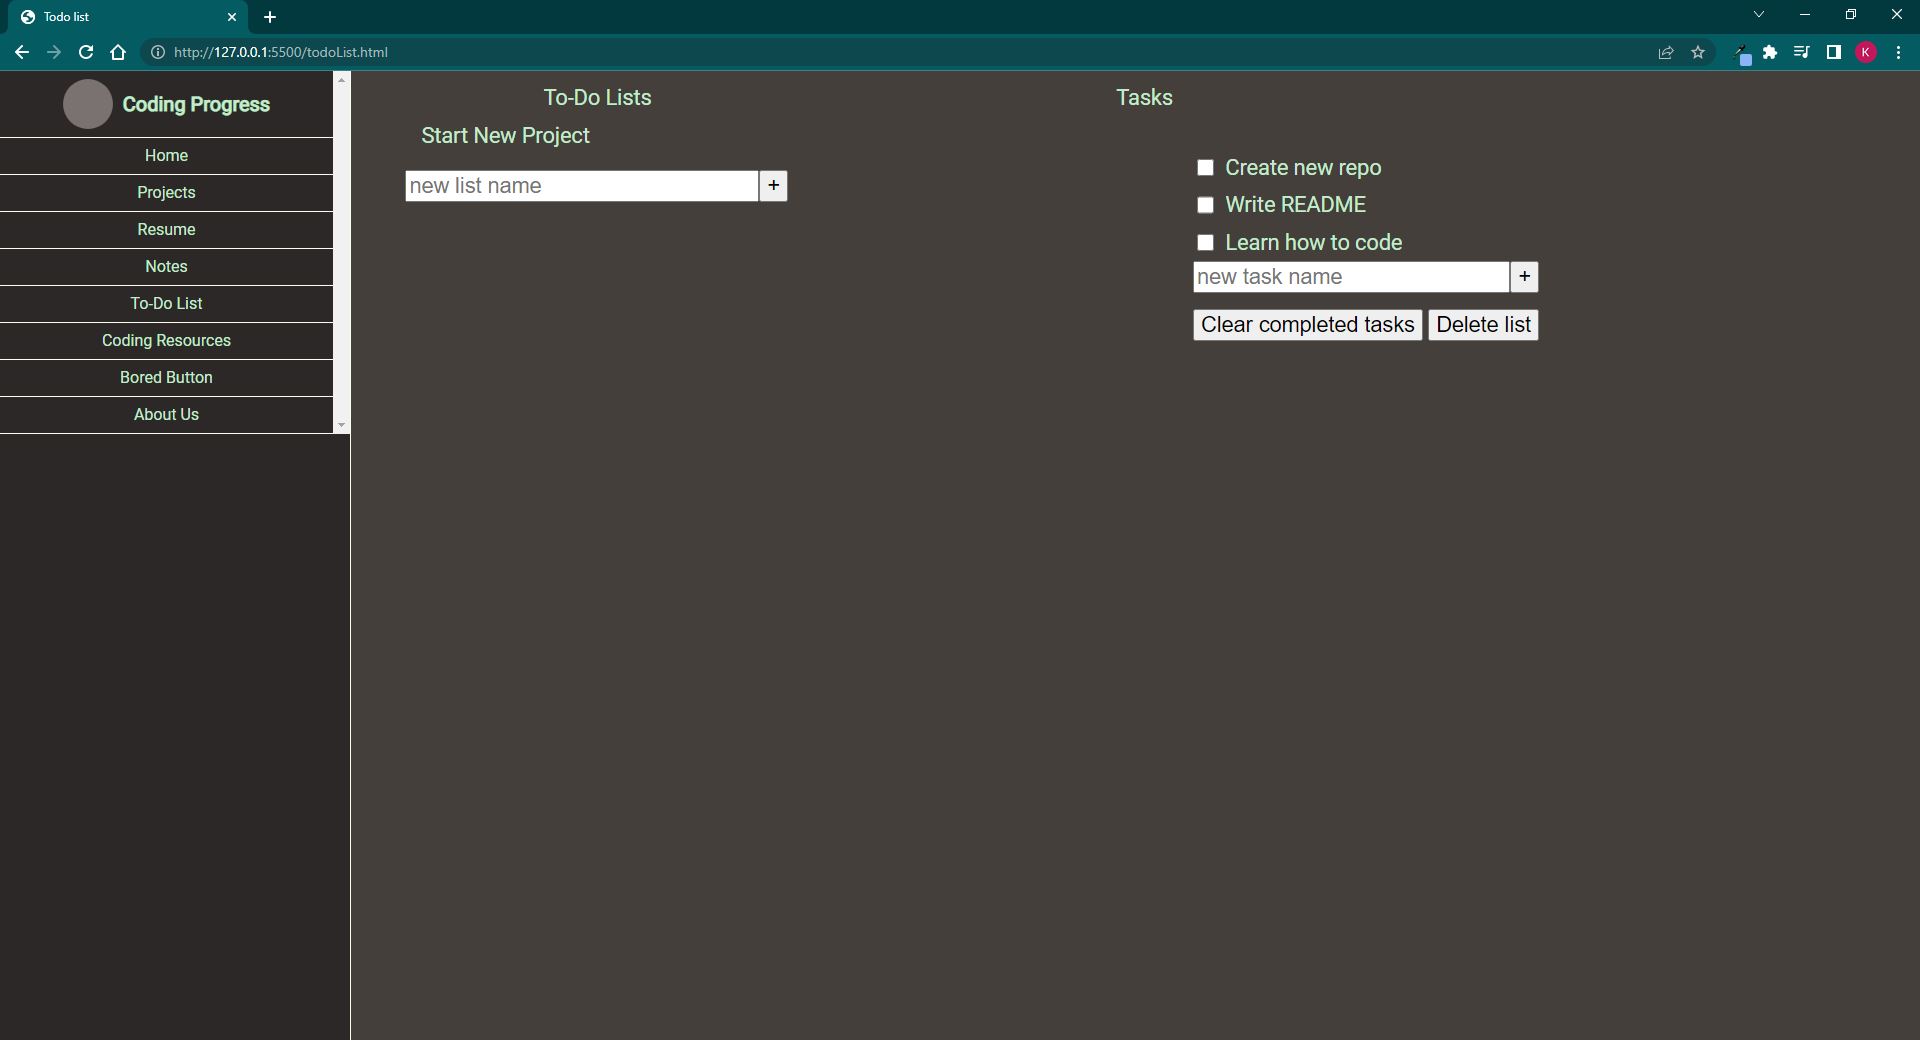 Todo list
http://127.0.0.1:5500/todoList.html
K
Coding Progress
Home
Projects
Resume
Notes
To-Do List
Coding Resources
Bored Button
About Us
To-Do Lists
Start New Project
new list name
+
Tasks
Create new repo
Write README
Learn how to code
new task name
+
Clear completed tasks
Delete list